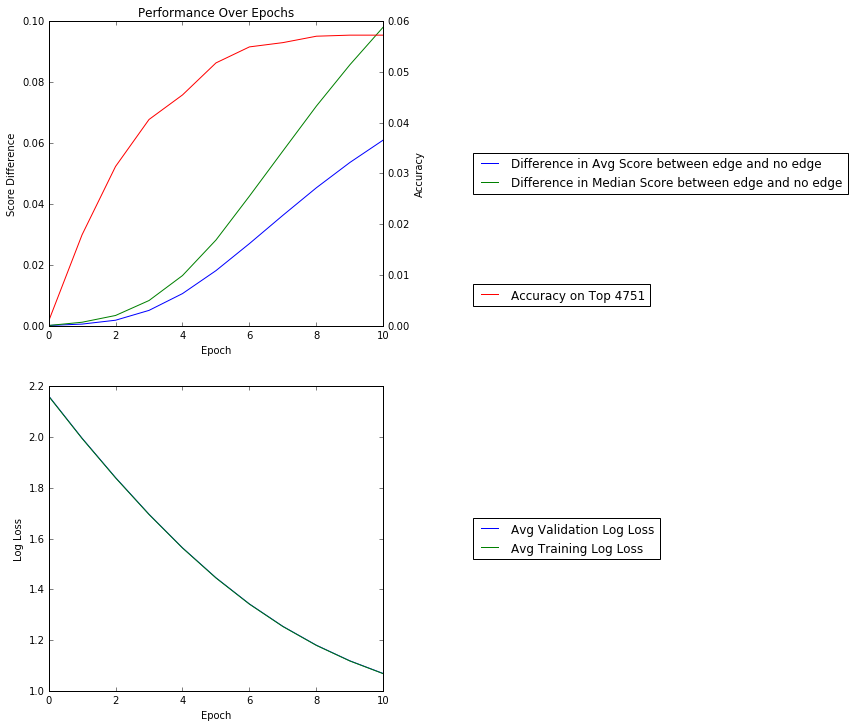 Performance Over Epochs
0.10
0.08
0.06
0.04
0.02
0.00
Score Difference
0.06
0.05
0.04
0.03
0.02
0.01
0.00
Accuracy
0 2 4 6 8 10
Epoch
Difference in Avg Score between edge and no edge
Difference in Median Score between edge and no edge
Accuracy on Top 4751
2.2
2.0
1.8
1.6
1.4
1.2
1.0
Log Loss
0 2 4 6 8 10
Epoch
Avg Validation Log Loss
Avg Training Log Loss